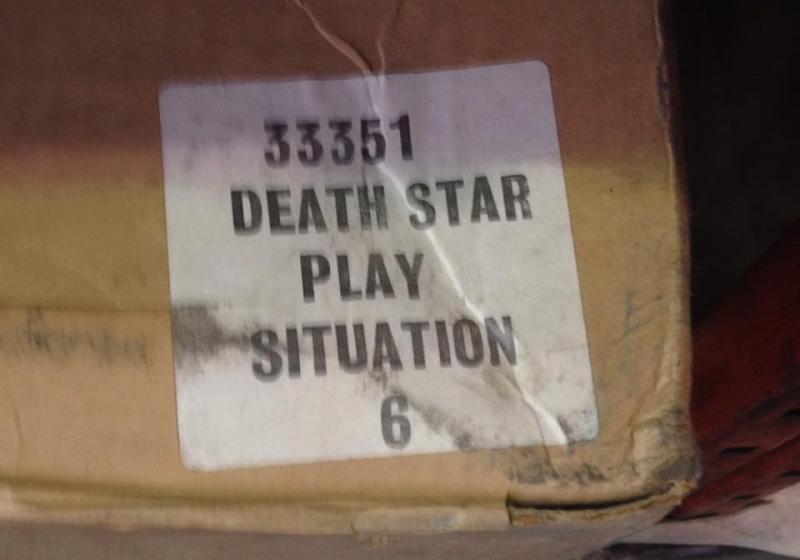 33351
DEATH STAR
PLAY
SITUATION
6